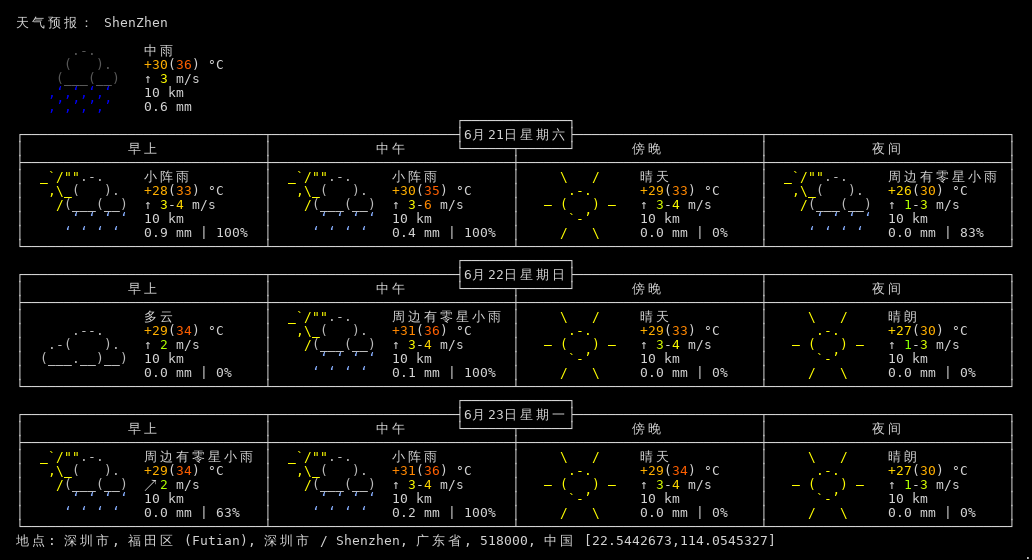 天气预报: ShenZhen
中雨
+30(36) °C
↑ 3 m/s
10 km
0.6 mm
6月21日星期六
早上 中午 傍晚 夜间
小阵雨 小阵雨 晴天 周边有零星小雨
+28(33) °C +30(35) °C +29(33) °C +26(30) °C
↑ 3-4 m/s ↑ 3-6 m/s ↑ 3-4 m/s ↑ 1-3 m/s
10 km 10 km 10 km 10 km
0.9 mm | 100% 0.4 mm | 100% 0.0 mm | 0% 0.0 mm | 83%
6月22日星期日
早上 中午 傍晚 夜间
多云 周边有零星小雨 晴天 晴朗
+29(34) °C +31(36) °C +29(33) °C +27(30) °C
↑ 2 m/s ↑ 3-4 m/s ↑ 3-4 m/s ↑ 1-3 m/s
10 km 10 km 10 km 10 km
0.0 mm | 0% 0.1 mm | 100% 0.0 mm | 0% 0.0 mm | 0%
6月23日星期一
早上 中午 傍晚 夜间
周边有零星小雨 小阵雨 晴天 晴朗
+29(34) °C +31(36) °C +29(34) °C +27(30) °C
↗ 2 m/s ↑ 3-4 m/s ↑ 3-4 m/s ↑ 1-3 m/s
10 km 10 km 10 km 10 km
0.0 mm | 63% 0.2 mm | 100% 0.0 mm | 0% 0.0 mm | 0%
地点: 深圳市, 福田区 (Futian), 深圳市 / Shenzhen, 广东省, 518000, 中国 [22.5442673,114.0545327]